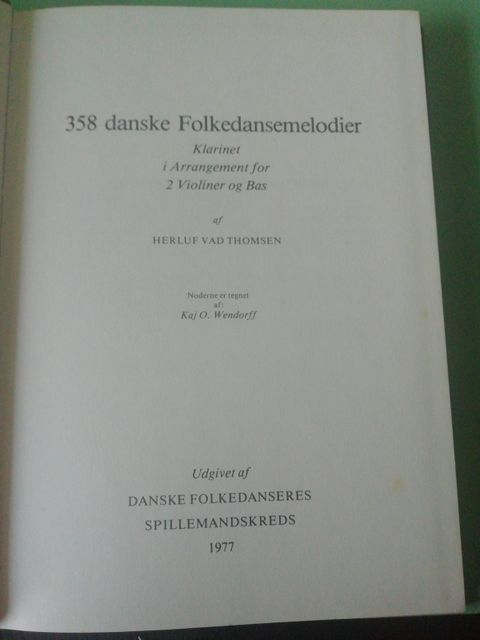 358 danske Folkedansemelodier
Klarinet
i Arrangement for
2 Violiner og Bas
af
HERLUF VAD THOMSEN
Noderne er tegnet
af:
Kaj O. Wendorff
Udgivet af
DANSKE FOLKEDANSERES
SPILLEMANDSKREDS
1977